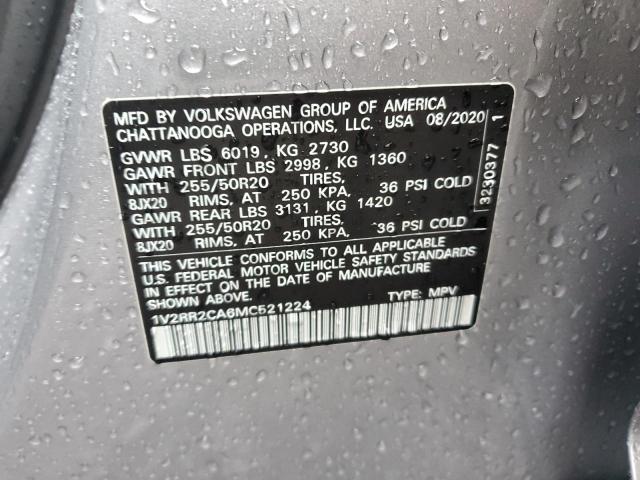 MFD BY VOLKSWAGEN GROUP OF AMERICA
CHATTANOOGA OPERATIONS, LLC. USA 08/2020
GVWR LBS 6019, KG 2730
GAWR FRONT LBS 2998, KG 1360
WITH 255/50R20 TIRES,
8JX20 RIMS, AT 250 KPA, 36 PSI COLD
GAWR REAR LBS 3131, KG 1420
WITH 255/50R20 TIRES,
8JX20 RIMS, AT 250 KPA, 36 PSI COLD
THIS VEHICLE CONFORMS TO ALL APPLICABLE
U.S. FEDERAL MOTOR VEHICLE SAFETY STANDARDS
IN EFFECT ON THE DATE OF MANUFACTURE
SHOWN ABOVE.
1V2RR2CA6MC521224 TYPE: MPV
3230377 1